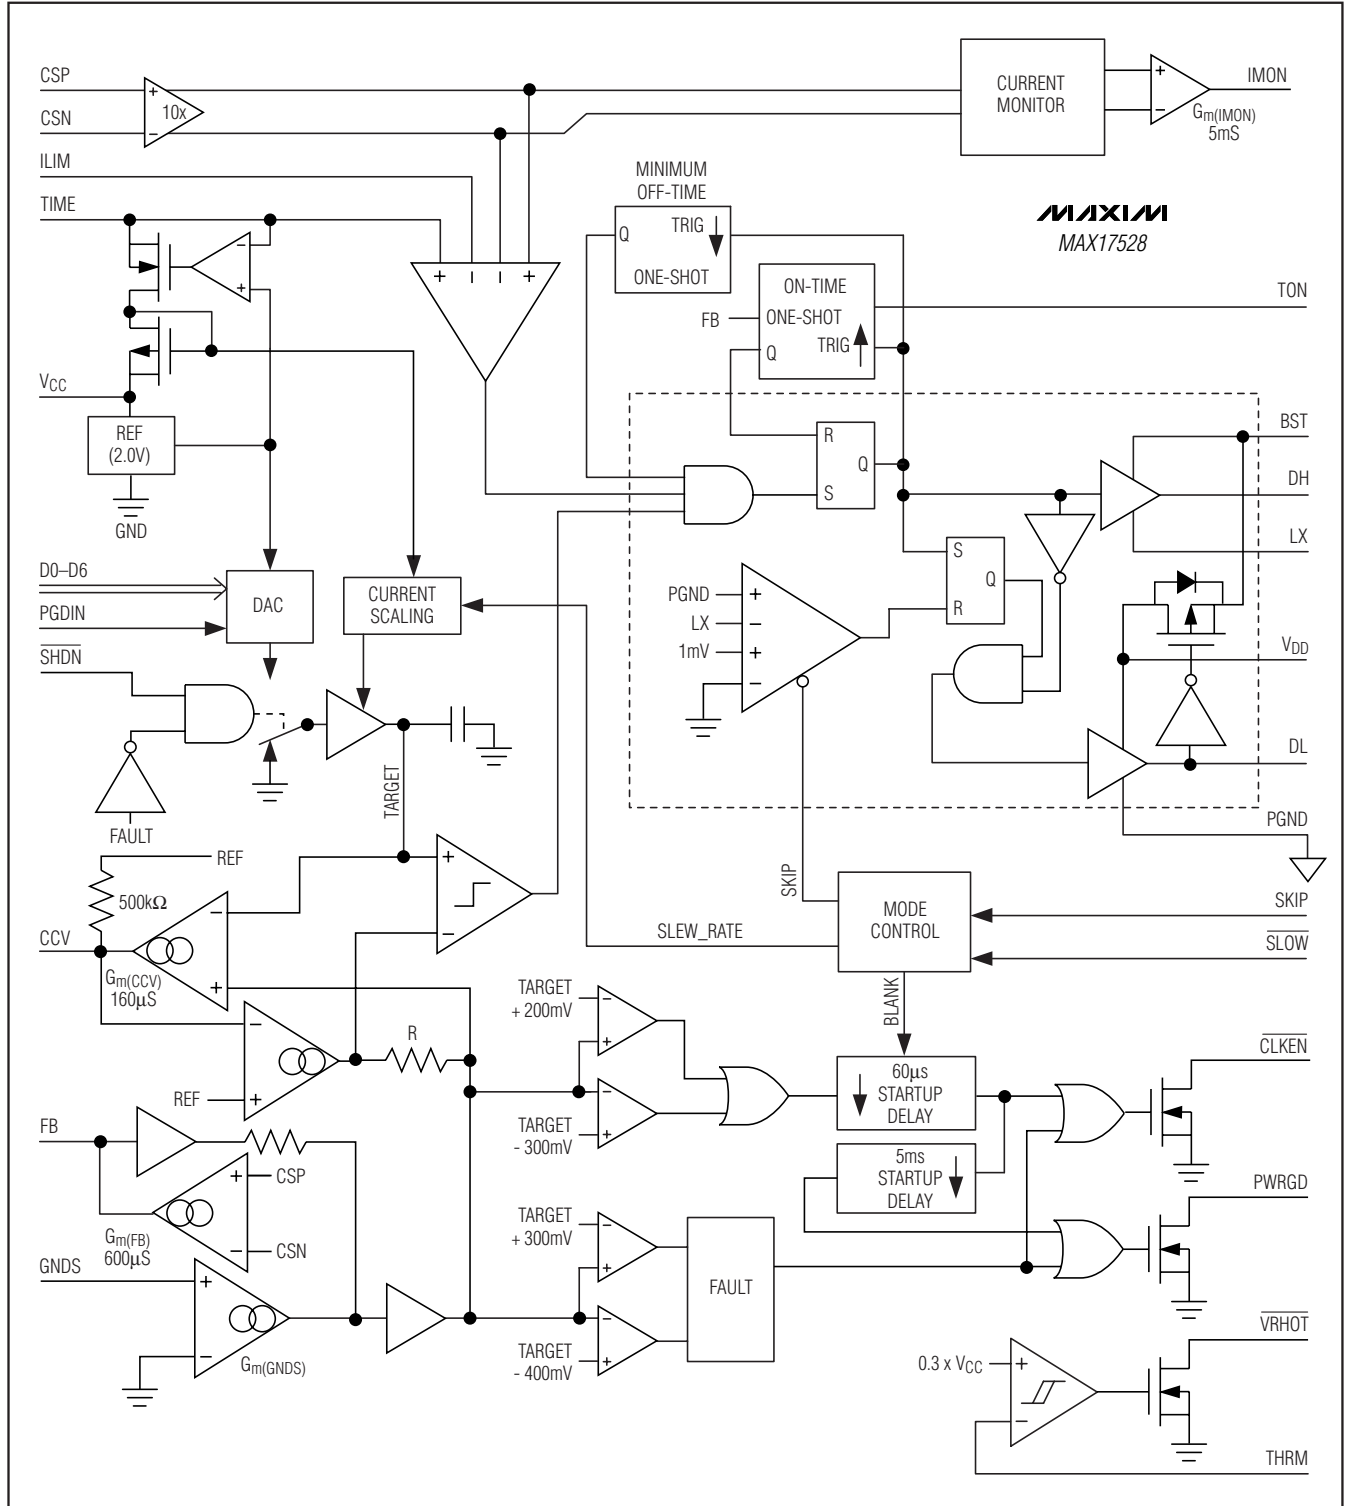 CSP
CSN
ILIM
TIME
+
10x
−
CURRENT
MONITOR
+
−
Gm(IMON)
5mS
IMON
MINIMUM
OFF-TIME
Q
TRIG
ONE-SHOT
MAXIM
MAX17528
+
−
−
+
−
+
ON-TIME
FB
ONE-SHOT
Q
TRIG
TON
VCC
REF
(2.0V)
GND
R
Q
S
BST
DH
LX
D0–D6
PGDIN
SHDN
DAC
CURRENT
SCALING
PGND
+
LX
−
1mV
+
−
S
Q
R
VDD
DL
PGND
FAULT
TARGET
REF
500kΩ
CCV
−
+
Gm(CCV)
160µS
+
−
SKIP
SLEW_RATE
MODE
CONTROL
SKIP
SLOW
BLANK
−
REF
+
R
TARGET
+ 200mV
−
+
TARGET
- 300mV
−
+
60µs
STARTUP
DELAY
5ms
STARTUP
DELAY
CLKEN
PWRGD
FB
+
CSP
−
CSN
Gm(FB)
600µS
GNDS
+
−
Gm(GNDS)
TARGET
+ 300mV
−
+
TARGET
- 400mV
−
+
FAULT
VRHOT
0.3 x VCC
+
−
THRM